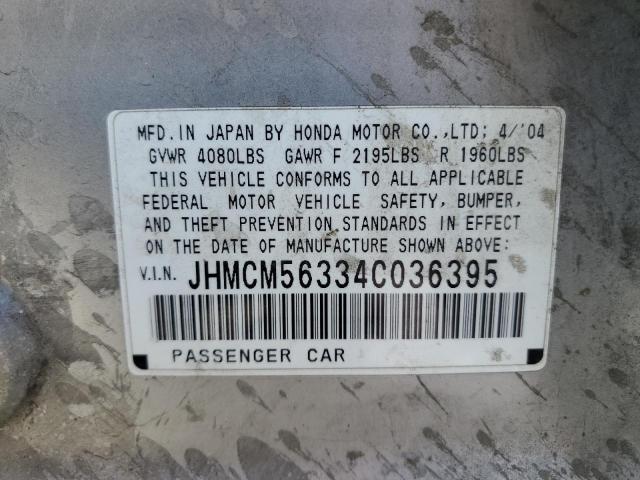 MFD. IN JAPAN BY HONDA MOTOR CO.,LTD; 4/'04
GVWR 4080LBS GAWR F 2195LBS R 1960LBS
THIS VEHICLE CONFORMS TO ALL APPLICABLE
FEDERAL MOTOR VEHICLE SAFETY, BUMPER,
AND THEFT PREVENTION STANDARDS IN EFFECT
ON THE DATE OF MANUFACTURE SHOWN ABOVE:
V.I.N. JHMCM56334C036395
PASSENGER CAR